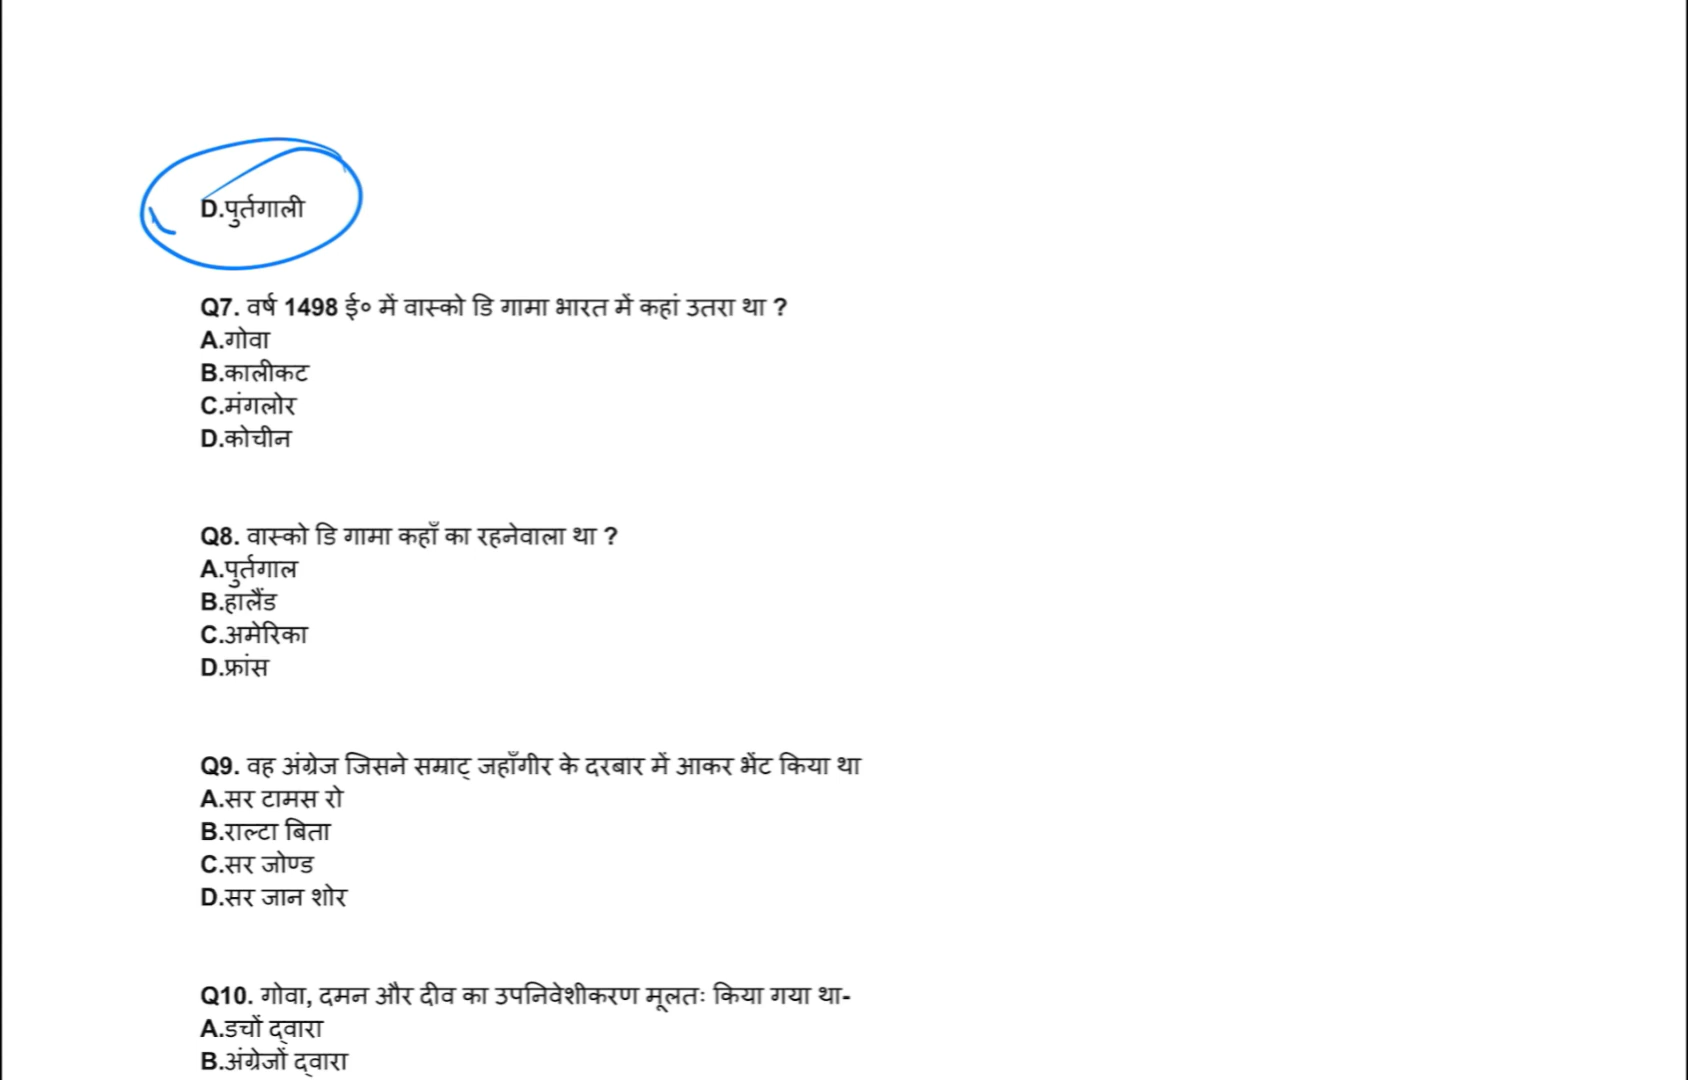 D.पुर्तगाली
Q7. वर्ष 1498 ई० में वास्को डि गामा भारत में कहां उतरा था ?
A.गोवा
B.कालीकट
C.मंगलोर
D.कोचीन
Q8. वास्को डि गामा कहाँ का रहनेवाला था ?
A.पुर्तगाल
B.हालैंड
C.अमेरिका
D.फ्रांस
Q9. वह अंग्रेज जिसने सम्राट् जहाँगीर के दरबार में आकर भेंट किया था
A.सर टामस रो
B.राल्टा बिता
C.सर जोण्ड
D.सर जान शोर
Q10. गोवा, दमन और दीव का उपनिवेशीकरण मूलतः किया गया था-
A.डचों द्वारा
B.अंग्रेजों द्वारा